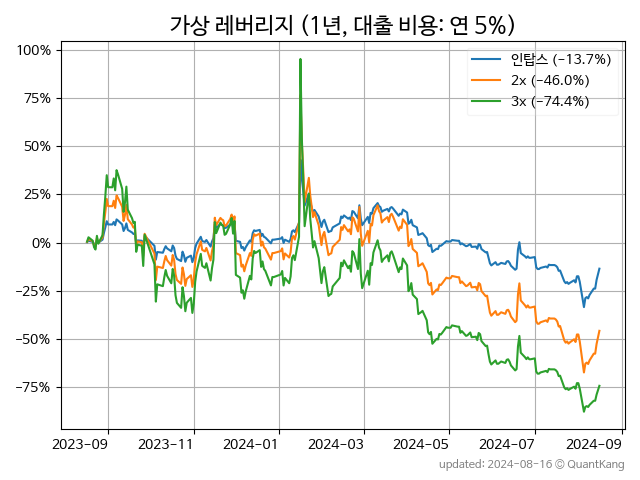 가상 레버리지 (1년, 대출 비용: 연 5%)
100%
75%
50%
25%
0%
−25%
−50%
−75%
인탑스 (−13.7%)
2x (−46.0%)
3x (−74.4%)
2023-09 2023-11 2024-01 2024-03 2024-05 2024-07 2024-09
updated: 2024-08-16 © QuantKang